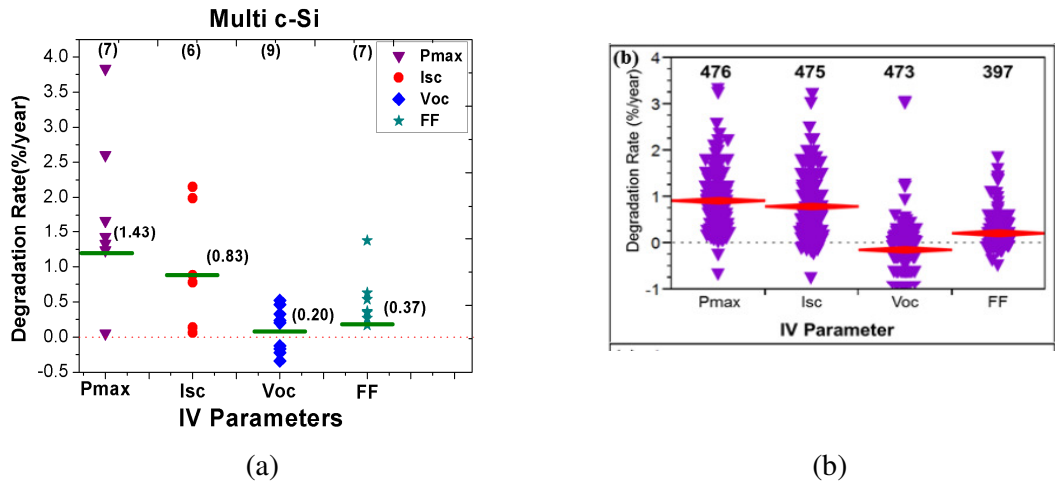 Multi c-Si
(7) (6) (9) (7)
Pmax
Isc
Voc
FF
4.0
3.5
3.0
2.5
2.0
1.5
1.0
0.5
0.0
-0.5
Degradation Rate(%/year)
(1.43)
(0.83)
(0.20)
(0.37)
Pmax Isc Voc FF
IV Parameters
(a)
(b)
476 475 473 397
4
3
2
1
0
-1
Degradation Rate (%/year)
Pmax Isc Voc FF
IV Parameter
(b)